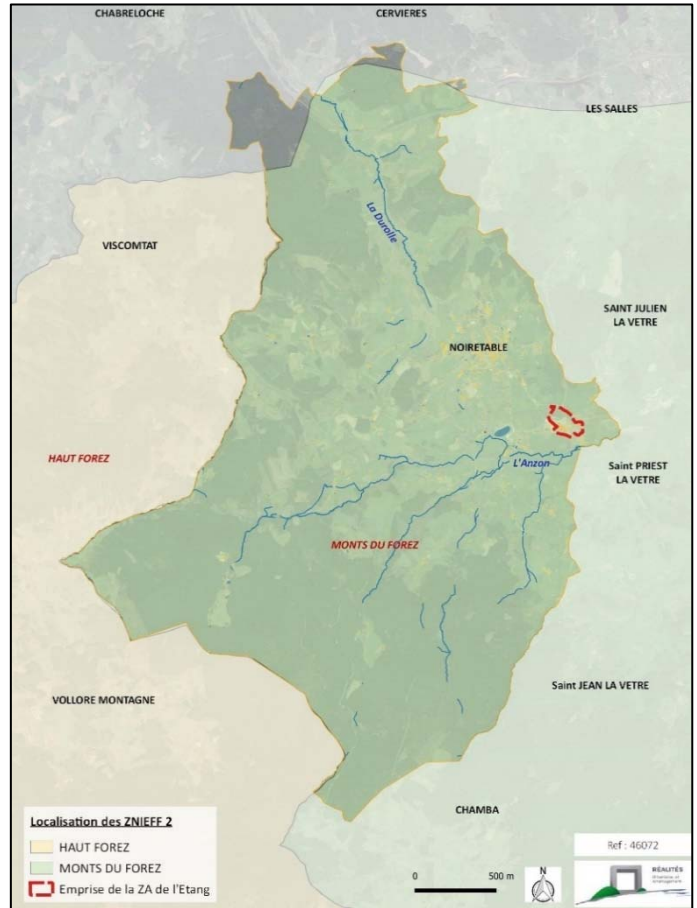 CHABRELOCHE
CERVIERES
LES SALLES
La Durolle
VISCOMTAT
SAINT JULIEN
LA VETRE
NOIRETABLE
HAUT FOREZ
L'Anzon
Saint PRIEST
LA VETRE
MONTS DU FOREZ
Saint JEAN LA VETRE
VOLLORE MONTAGNE
CHAMBA
Localisation des ZNIEFF 2
HAUT FOREZ
MONTS DU FOREZ
Emprise de la ZA de l'Etang
0 500 m
N
Ref : 46072
RÉALITÉS